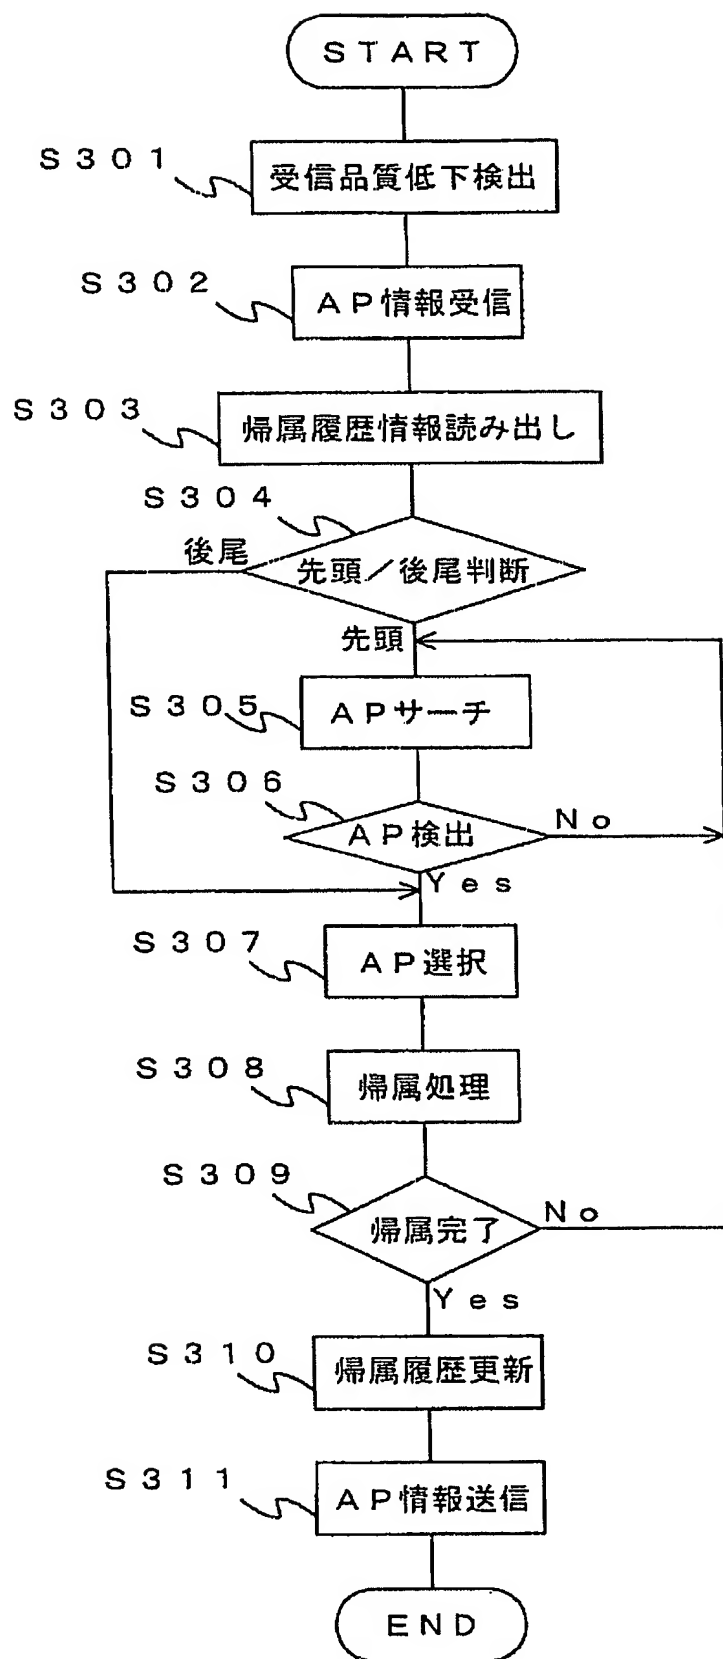 START
S301
受信品質低下検出
S302
AP情報受信
S303
帰属履歴情報読み出し
S304
後尾
先頭/後尾判断
先頭
S305
APサーチ
S306
AP検出
No
Yes
S307
AP選択
S308
帰属処理
S309
帰属完了
No
Yes
S310
帰属履歴更新
S311
AP情報送信
END